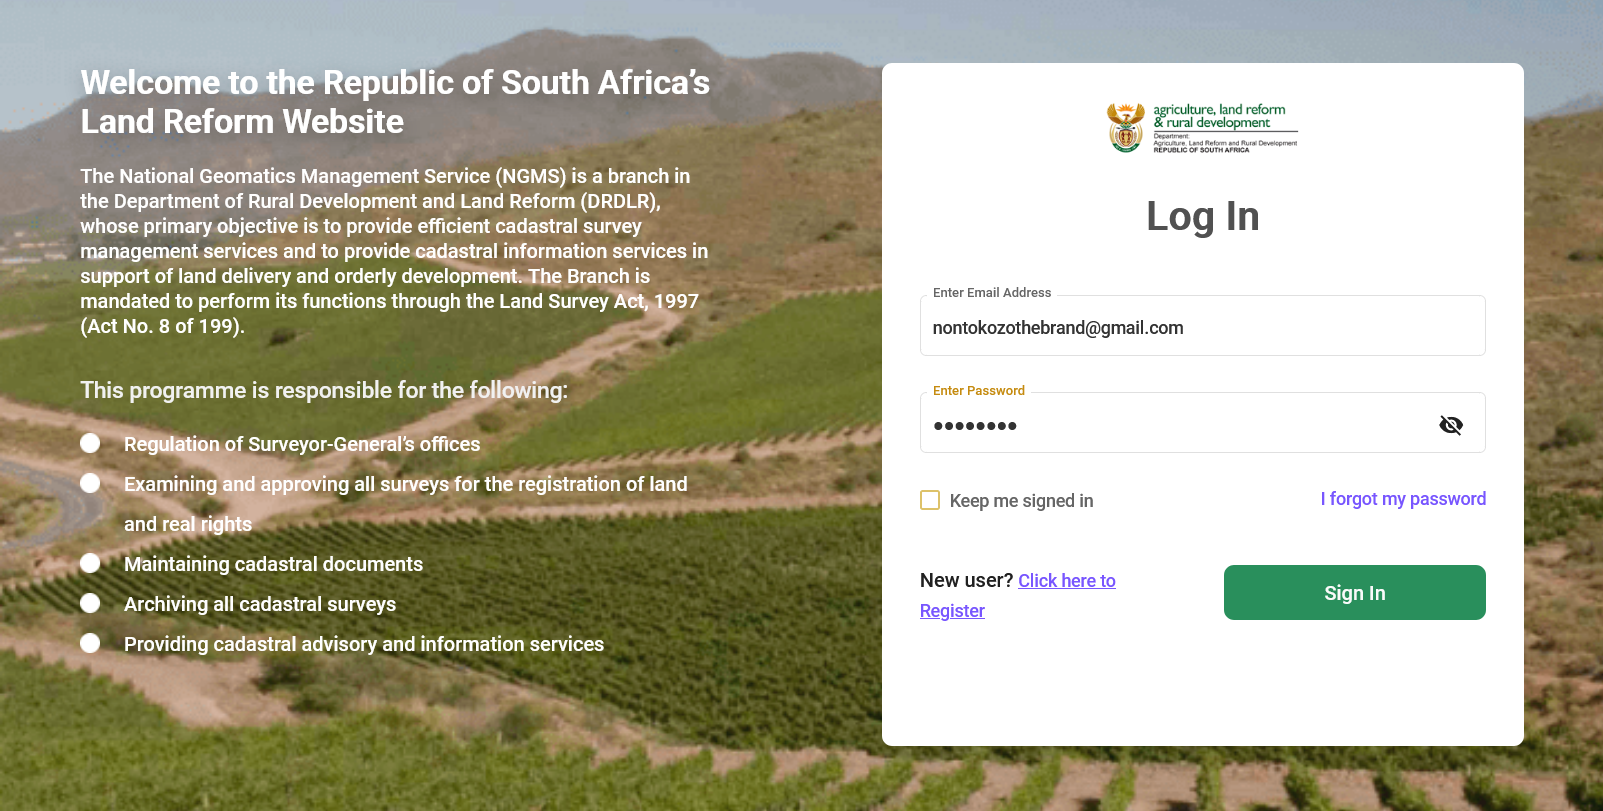 Welcome to the Republic of South Africa’s
Land Reform Website
The National Geomatics Management Service (NGMS) is a branch in
the Department of Rural Development and Land Reform (DRDLR),
whose primary objective is to provide efficient cadastral survey
management services and to provide cadastral information services in
support of land delivery and orderly development. The Branch is
mandated to perform its functions through the Land Survey Act, 1997
(Act No. 8 of 199).
This programme is responsible for the following:
Regulation of Surveyor-General’s offices
Examining and approving all surveys for the registration of land
and real rights
Maintaining cadastral documents
Archiving all cadastral surveys
Providing cadastral advisory and information services
agriculture, land reform
& rural development
Department:
Agriculture, Land Reform and Rural Development
REPUBLIC OF SOUTH AFRICA
Log In
Enter Email Address
nontokozothebrand@gmail.com
Enter Password
••••••••
Keep me signed in
I forgot my password
New user? Click here to
Register
Sign In